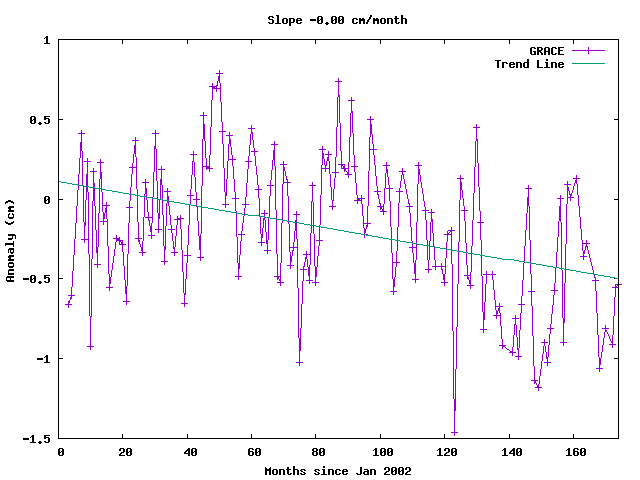 Slope -0.00 cm/month
GRACE
Trend Line
1
0.5
0
-0.5
-1
-1.5
Anomaly (cm)
0 20 40 60 80 100 120 140 160
Months since Jan 2002